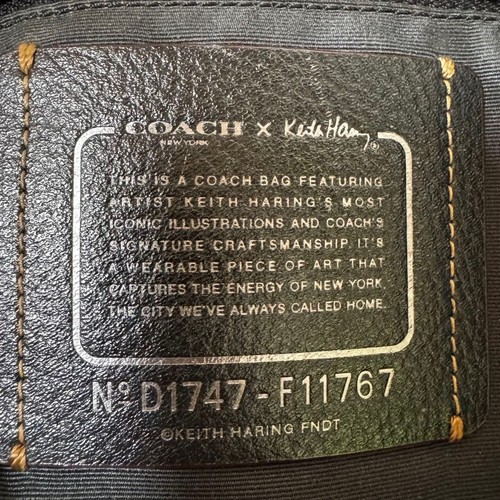 COACH x Keith Haring ®
NEW YORK
THIS IS A COACH BAG FEATURING
ARTIST KEITH HARING'S MOST
ICONIC ILLUSTRATIONS AND COACH'S
SIGNATURE CRAFTSMANSHIP. IT'S
A WEARABLE PIECE OF ART THAT
CAPTURES THE ENERGY OF NEW YORK.
THE CITY WE'VE ALWAYS CALLED HOME.
Nº D1747 - F11767
©KEITH HARING FNDT